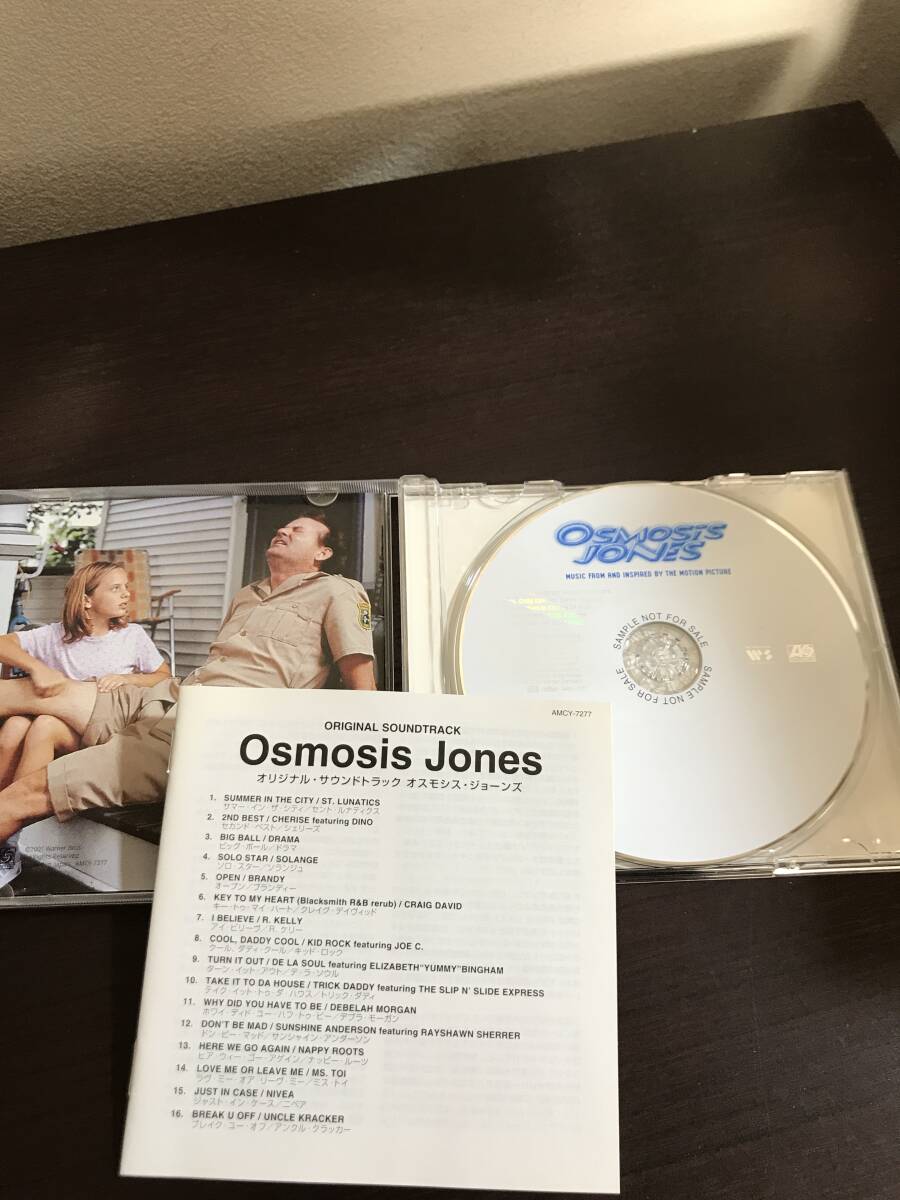 OSMOSIS
JONES
MUSIC FROM AND INSPIRED BY THE MOTION PICTURE
SAMPLE NOT FOR SALE
SAMPLE NOT FOR SALE
AMCY-7277
ORIGINAL SOUNDTRACK
Osmosis Jones
オリジナル・サウンドトラック オスモシス・ジョーンズ
1. SUMMER IN THE CITY / ST. LUNATICS
サマー・イン・ザ・シティ/セント・ルナティクス
2. 2ND BEST / CHERISE featuring DINO
セカンド・ベスト/シェリーズ
3. BIG BALL / DRAMA
ビッグ・ボール/ドラマ
4. SOLO STAR / SOLANGE
ソロ・スター/ソランジュ
5. OPEN / BRANDY
オープン/ブランディー
6. KEY TO MY HEART (Blacksmith R&B rerub) / CRAIG DAVID
キー・トゥ・マイ・ハート/クレイグ・デイヴィッド
7. I BELIEVE / R. KELLY
アイ・ビリーヴ/R. ケリー
8. COOL, DADDY COOL / KID ROCK featuring JOE C.
クール、ダディ・クール/キッド・ロック
9. TURN IT OUT / DE LA SOUL featuring ELIZABETH"YUMMY"BINGHAM
ターン・イット・アウト/デ・ラ・ソウル
10. TAKE IT TO DA HOUSE / TRICK DADDY featuring THE SLIP N' SLIDE EXPRESS
テイク・イット・トゥ・ダ・ハウス/トリック・ダディ
11. WHY DID YOU HAVE TO BE / DEBELAH MORGAN
ホワイ・ディド・ユー・ハフ・トゥ・ビー/デブラ・モーガン
12. DON'T BE MAD / SUNSHINE ANDERSON featuring RAYSHAWN SHERRER
ドン・ビー・マッド/サンシャイン・アンダーソン
13. HERE WE GO AGAIN / NAPPY ROOTS
ヒア・ウィー・ゴー・アゲイン/ナッピー・ルーツ
14. LOVE ME OR LEAVE ME / MS. TOI
ラヴ・ミー・オア・リーヴ・ミー/ミス・トイ
15. JUST IN CASE / NIVEA
ジャスト・イン・ケース/ニベア
16. BREAK U OFF / UNCLE KRACKER
ブレイク・ユー・オフ/アンクル・クラッカー
©2001 Warner Bros.
Rights Reserved
AMCY-7277